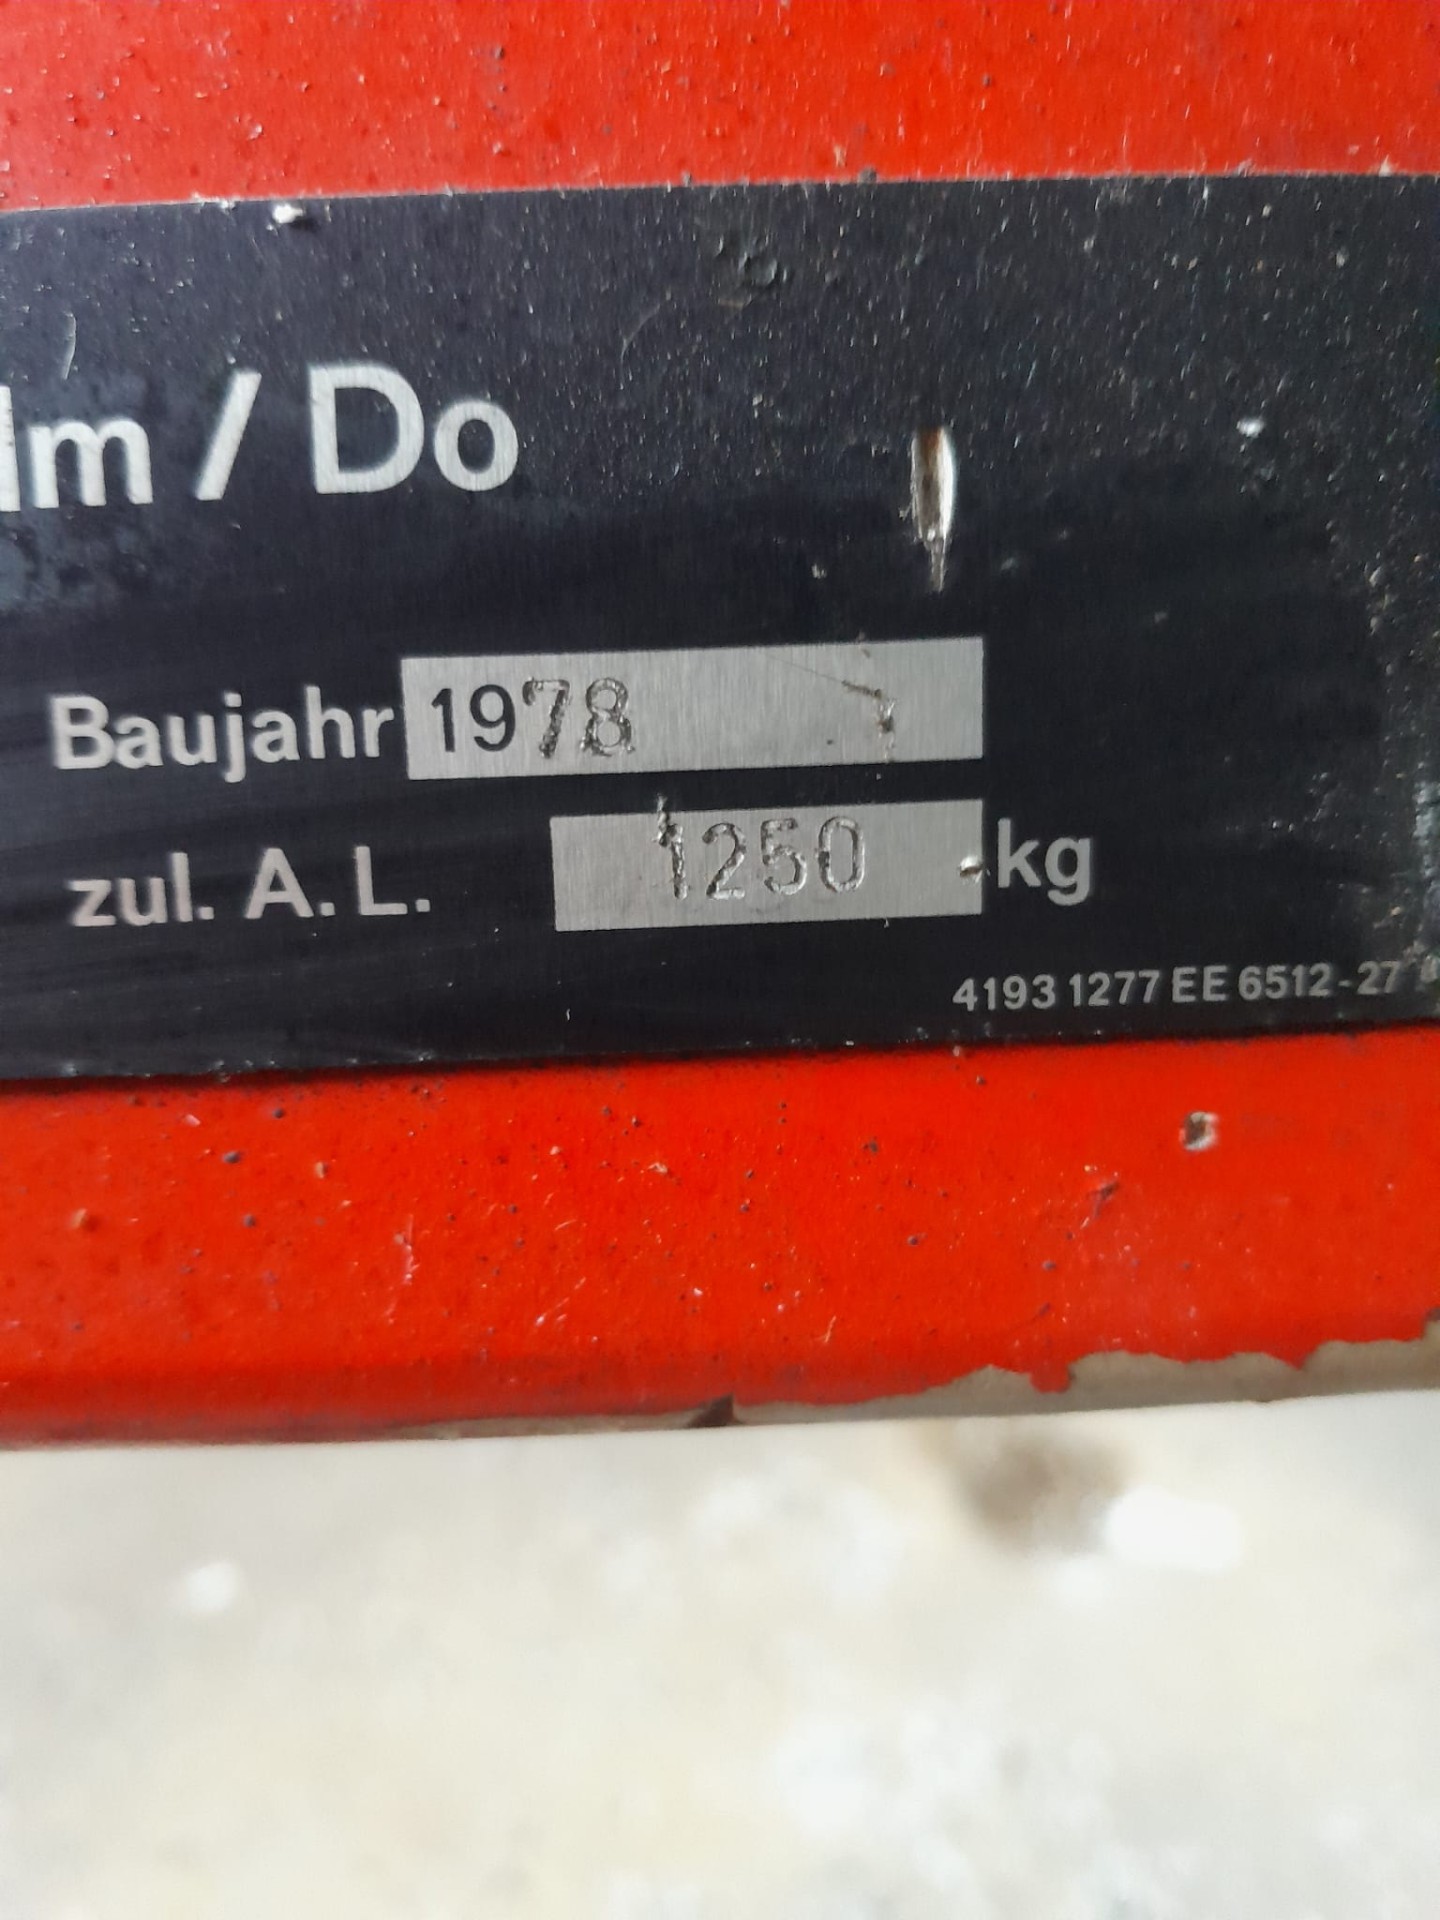 lm / Do
Baujahr 1978
zul. A. L. 1250 kg
4193 1277 EE 6512-27